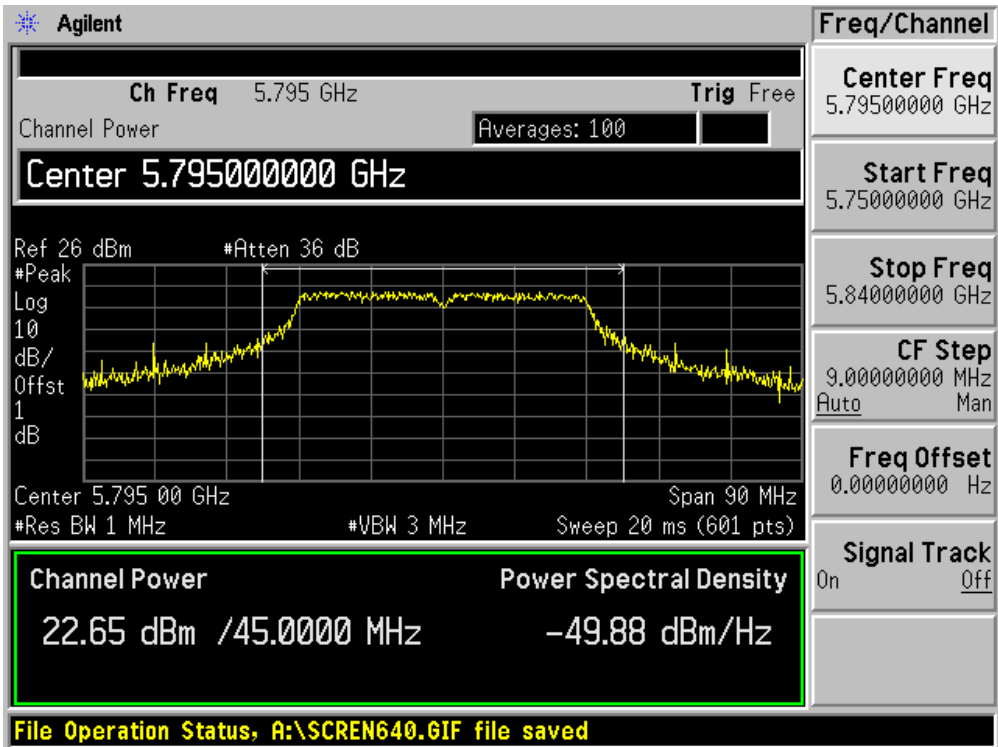 Agilent
Freq/Channel
Ch Freq 5.795 GHz Trig Free
Channel Power Averages: 100
Center 5.795000000 GHz
Ref 26 dBm #Atten 36 dB
#Peak
Log
10
dB/
Offst
1
dB
Center 5.795 00 GHz Span 90 MHz
#Res BW 1 MHz #VBW 3 MHz Sweep 20 ms (601 pts)
Channel Power Power Spectral Density
22.65 dBm /45.0000 MHz -49.88 dBm/Hz
File Operation Status, A:\SCREN640.GIF file saved
Center Freq
5.79500000 GHz
Start Freq
5.75000000 GHz
Stop Freq
5.84000000 GHz
CF Step
9.00000000 MHz
Auto Man
Freq Offset
0.00000000 Hz
Signal Track
On Off